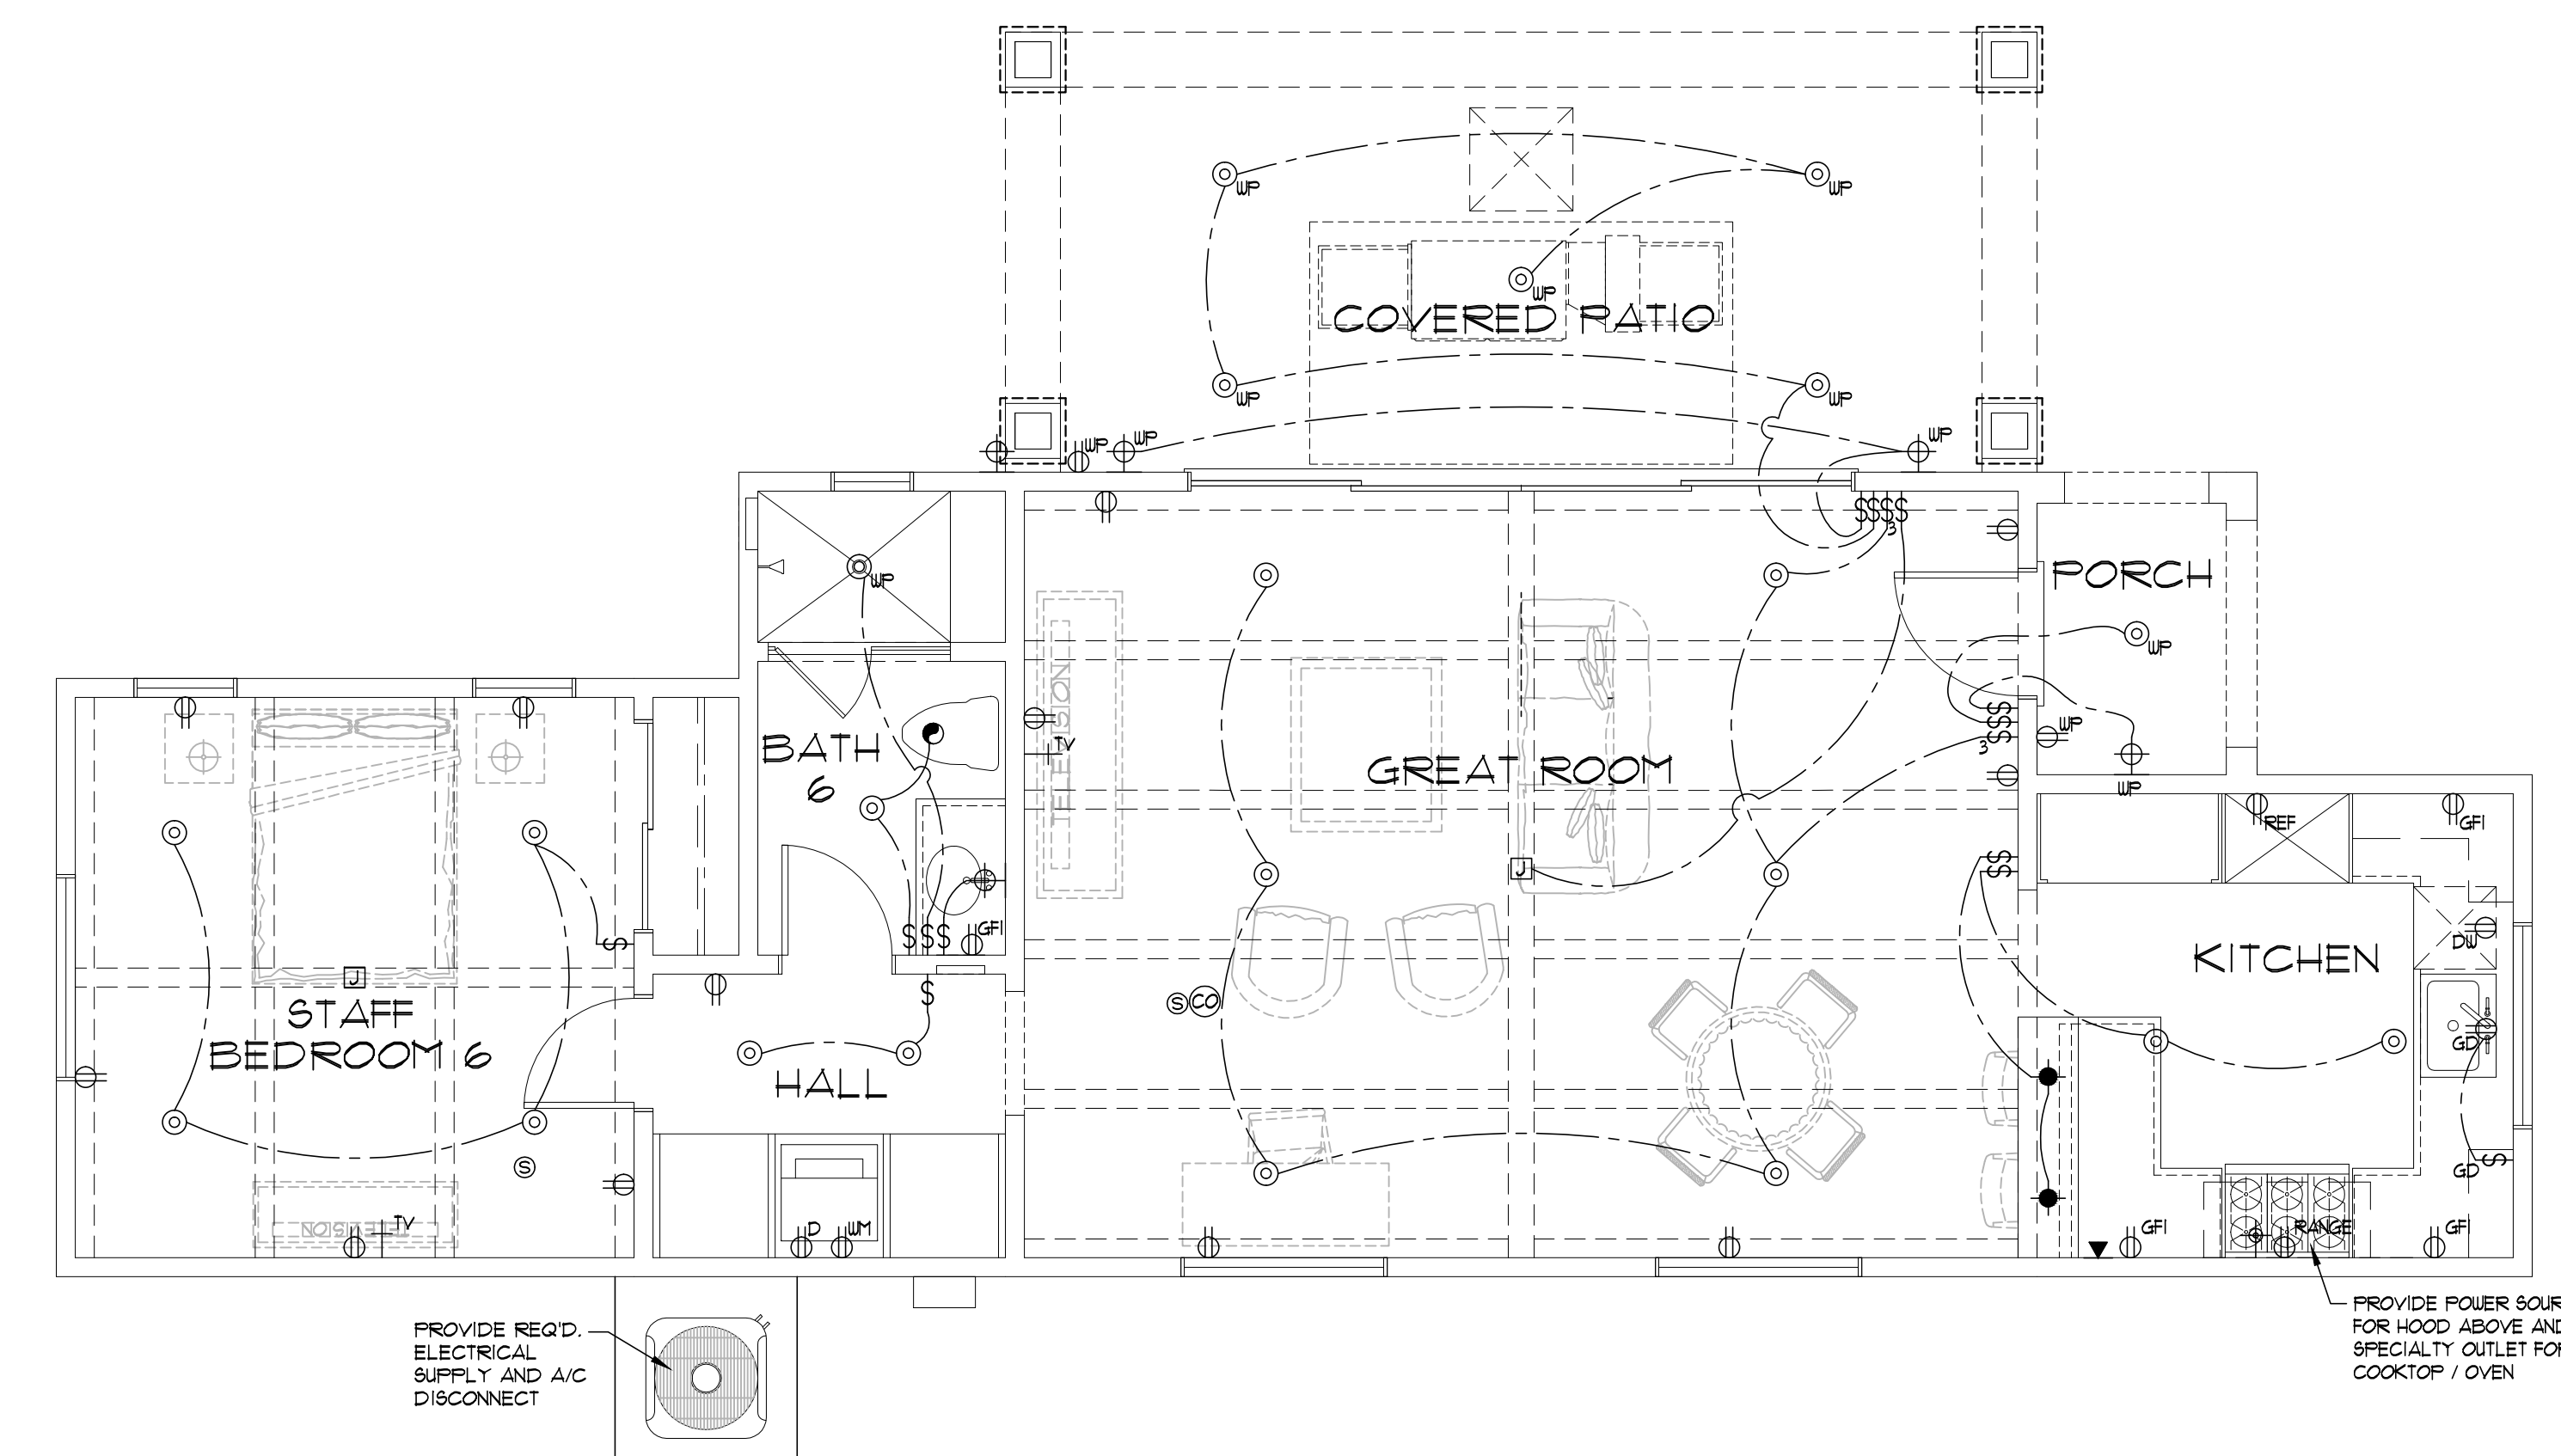 WP
WP
WP
COVERED PATIO
WP
WP
WP
WP
WP
$$$$
3
WP
PORCH
WP
TELEVISION
BATH
6
TV
GREAT ROOM
$
$
$
3
WP
WP
REF
GFI
J
$
$
$$$
GFI
$
DW
KITCHEN
J
STAFF
BEDROOM 6
$
S
CO
GD
HALL
S
$
GD
TELEVISION
TV
D
WM
GFI
RANGE
GFI
PROVIDE REQ'D.
ELECTRICAL
SUPPLY AND A/C
DISCONNECT
PROVIDE POWER SOUR
FOR HOOD ABOVE AND
SPECIALTY OUTLET FOR
COOKTOP / OVEN